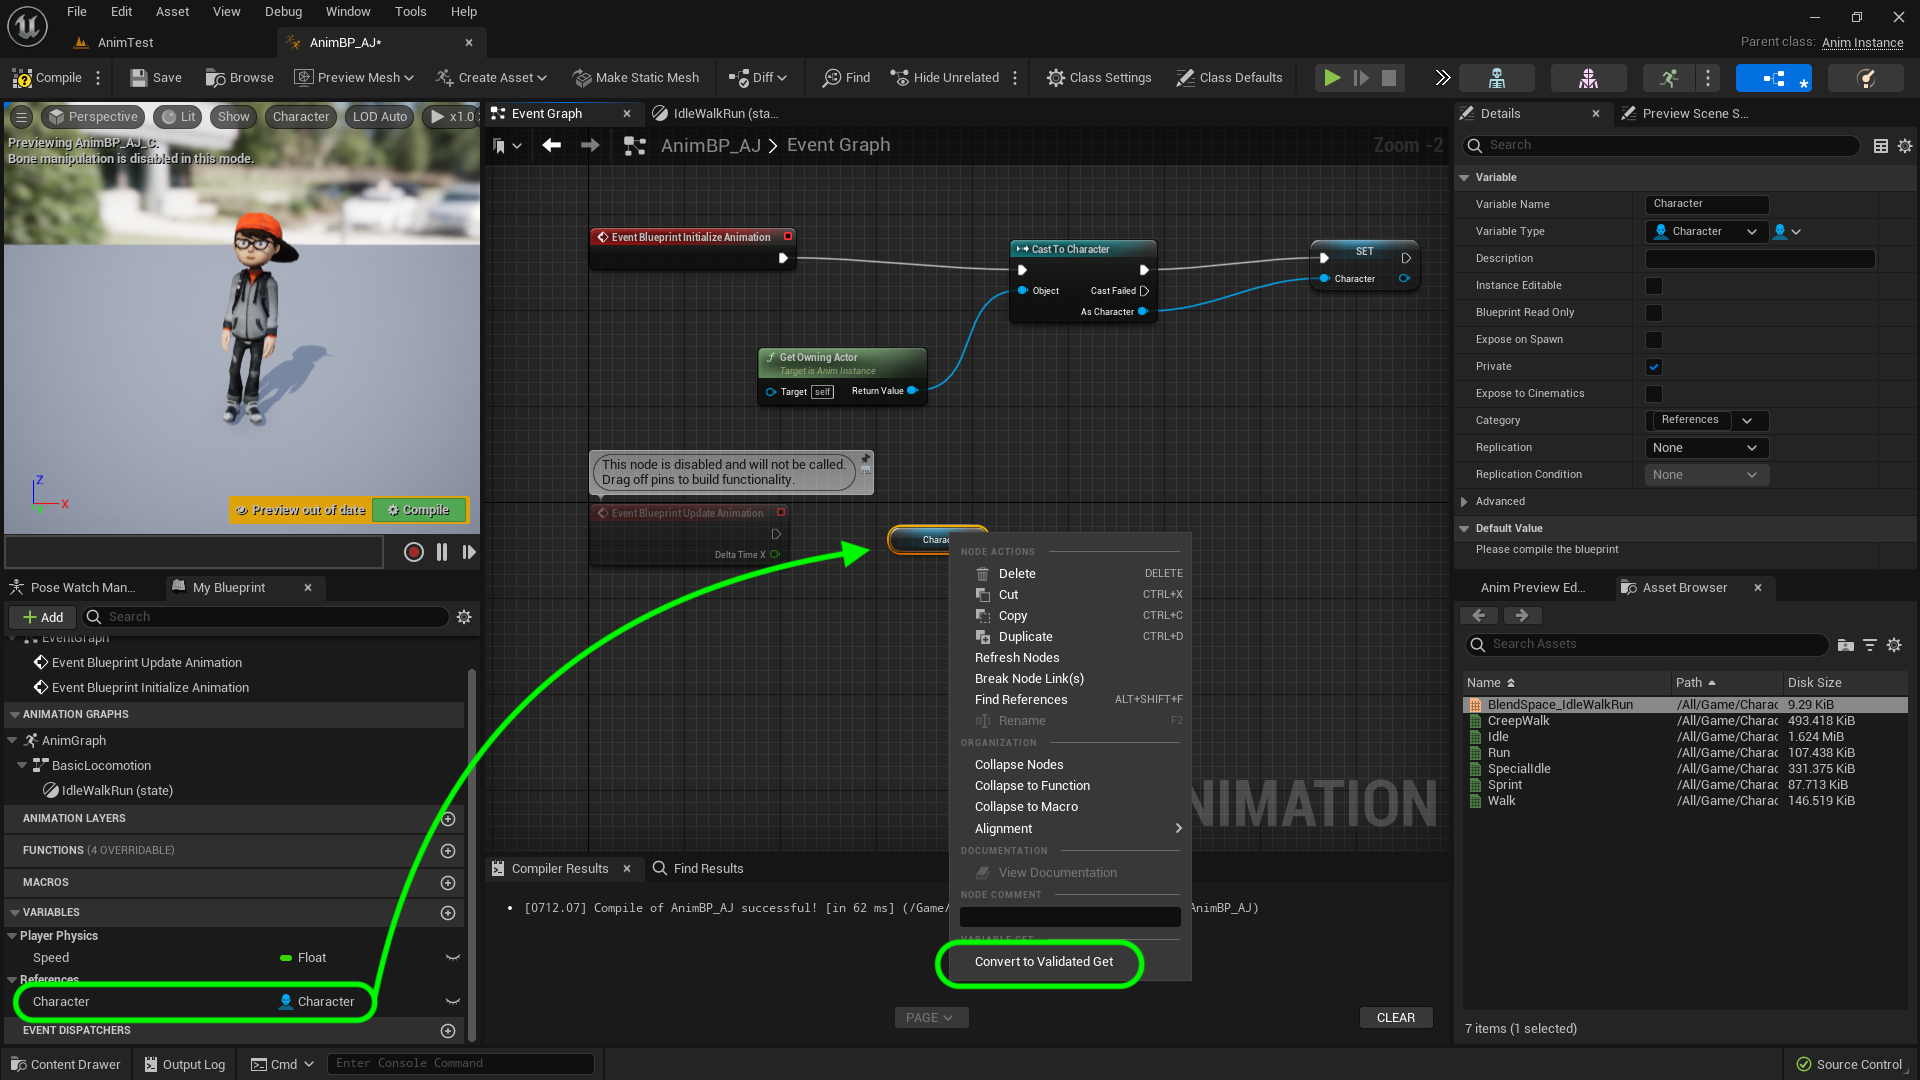 File Edit Asset View Debug Window Tools Help
AnimTest
AnimBP_AJ*
Parent class: Anim Instance
Compile
Save
Browse
Preview Mesh
Create Asset
Make Static Mesh
Diff
Find
Hide Unrelated
Class Settings
Class Defaults
Perspective
Lit
Show
Character
LOD Auto
x1.0
Previewing AnimBP_AJ_C.
Bone manipulation is disabled in this mode.
Z
X
Preview out of date
Compile
Pose Watch Man...
My Blueprint
Add
Search
EventGraph
Event Blueprint Update Animation
Event Blueprint Initialize Animation
ANIMATION GRAPHS
AnimGraph
BasicLocomotion
IdleWalkRun (state)
ANIMATION LAYERS
FUNCTIONS (4 OVERRIDABLE)
MACROS
VARIABLES
Player Physics
Speed Float
References
Character Character
EVENT DISPATCHERS
Event Graph
IdleWalkRun (sta...
AnimBP_AJ > Event Graph
Zoom -2
Event Blueprint Initialize Animation
Cast To Character
Object
Cast Failed
As Character
SET
Character
Get Owning Actor
Target is Anim Instance
Target self
Return Value
This node is disabled and will not be called.
Drag off pins to build functionality.
Event Blueprint Update Animation
Delta Time X
Charac
NODE ACTIONS
Delete DELETE
Cut CTRL+X
Copy CTRL+C
Duplicate CTRL+D
Refresh Nodes
Break Node Link(s)
Find References ALT+SHIFT+F
Rename F2
ORGANIZATION
Collapse Nodes
Collapse to Function
Collapse to Macro
Alignment
DOCUMENTATION
View Documentation
NODE COMMENT
VARIABLE GET
Convert to Validated Get
NIMATION
Compiler Results
Find Results
[0712.07] Compile of AnimBP_AJ successful! [in 62 ms] (/Game/
AnimBP_AJ)
PAGE
CLEAR
Details
Preview Scene S...
Search
Variable
Variable Name Character
Variable Type Character
Description
Instance Editable
Blueprint Read Only
Expose on Spawn
Private
Expose to Cinematics
Category References
Replication None
Replication Condition None
Advanced
Default Value
Please compile the blueprint
Anim Preview Ed...
Asset Browser
Search Assets
Name Path Disk Size
BlendSpace_IdleWalkRun /All/Game/Charac 9.29 KiB
CreepWalk /All/Game/Charac 493.418 KiB
Idle /All/Game/Charac 1.624 MiB
Run /All/Game/Charac 107.438 KiB
SpecialIdle /All/Game/Charac 331.375 KiB
Sprint /All/Game/Charac 87.713 KiB
Walk /All/Game/Charac 146.519 KiB
7 items (1 selected)
Content Drawer
Output Log
Cmd
Enter Console Command
Source Control